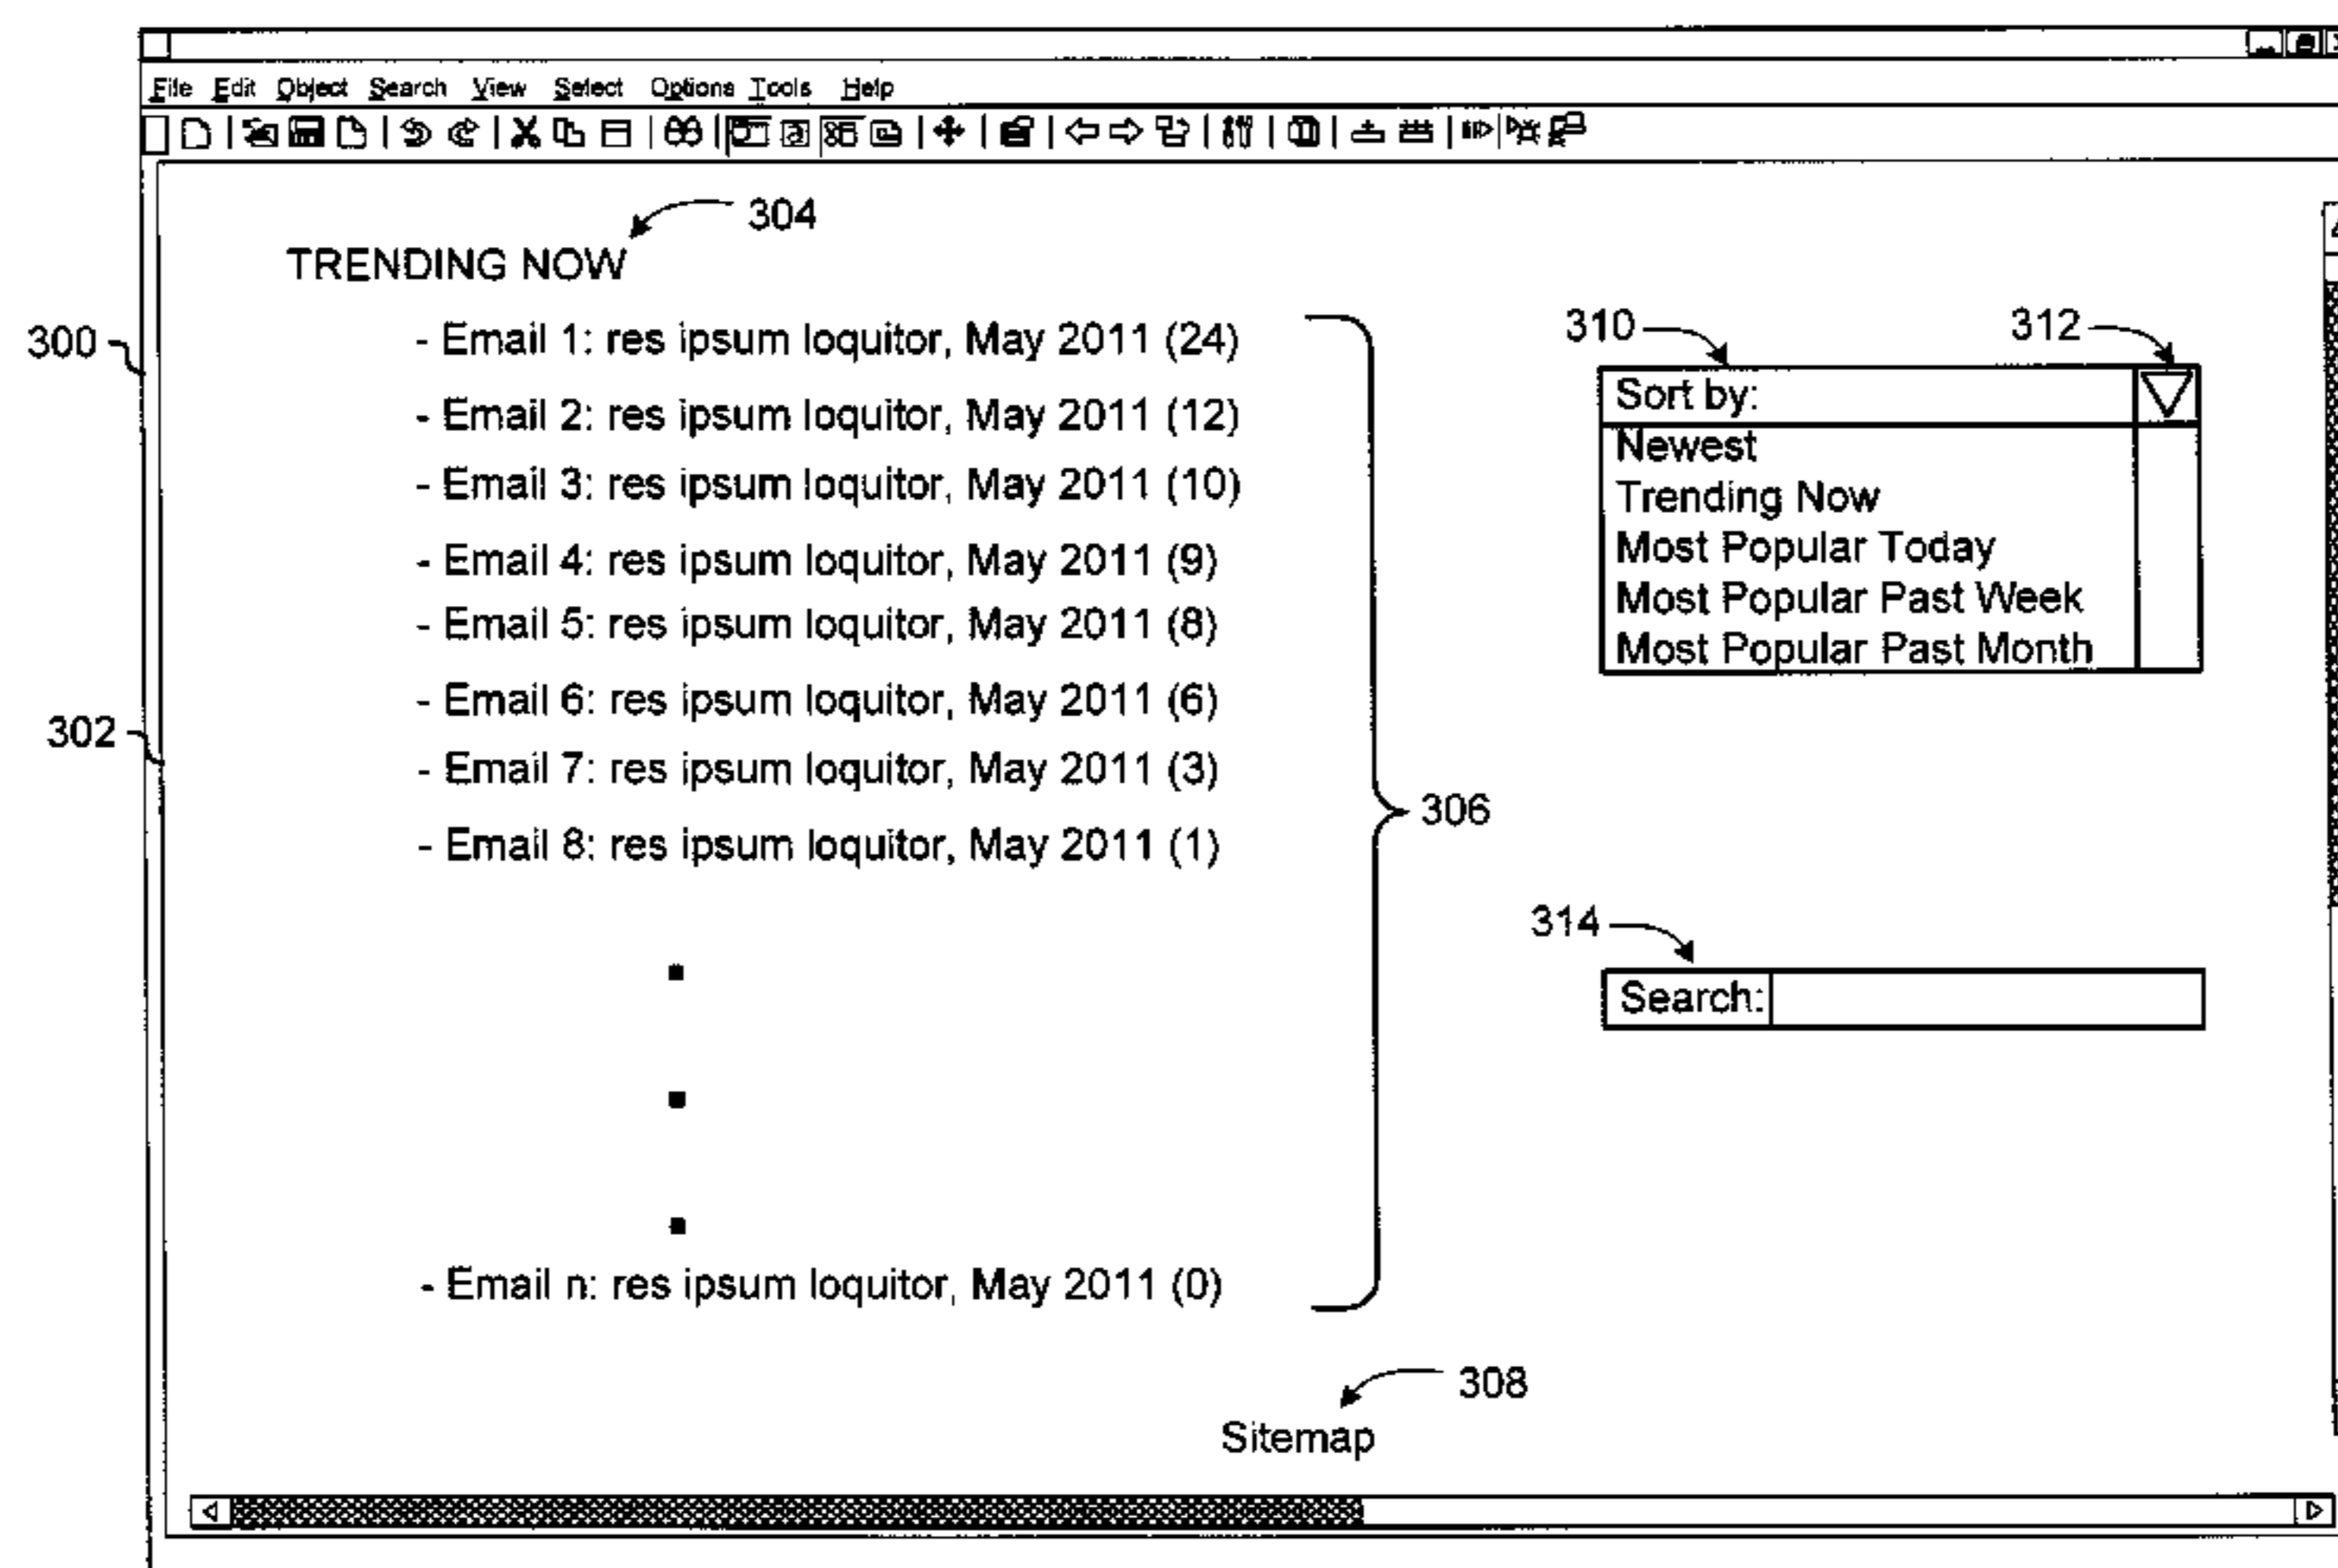 File Edit Object Search View Select Options Tools Help
304
TRENDING NOW
300
- Email 1: res ipsum loquitor, May 2011 (24)
- Email 2: res ipsum loquitor, May 2011 (12)
- Email 3: res ipsum loquitor, May 2011 (10)
- Email 4: res ipsum loquitor, May 2011 (9)
- Email 5: res ipsum loquitor, May 2011 (8)
- Email 6: res ipsum loquitor, May 2011 (6)
302
- Email 7: res ipsum loquitor, May 2011 (3)
- Email 8: res ipsum loquitor, May 2011 (1)
- Email n: res ipsum loquitor, May 2011 (0)
306
308
Sitemap
310
312
Sort by:
Newest
Trending Now
Most Popular Today
Most Popular Past Week
Most Popular Past Month
314
Search: